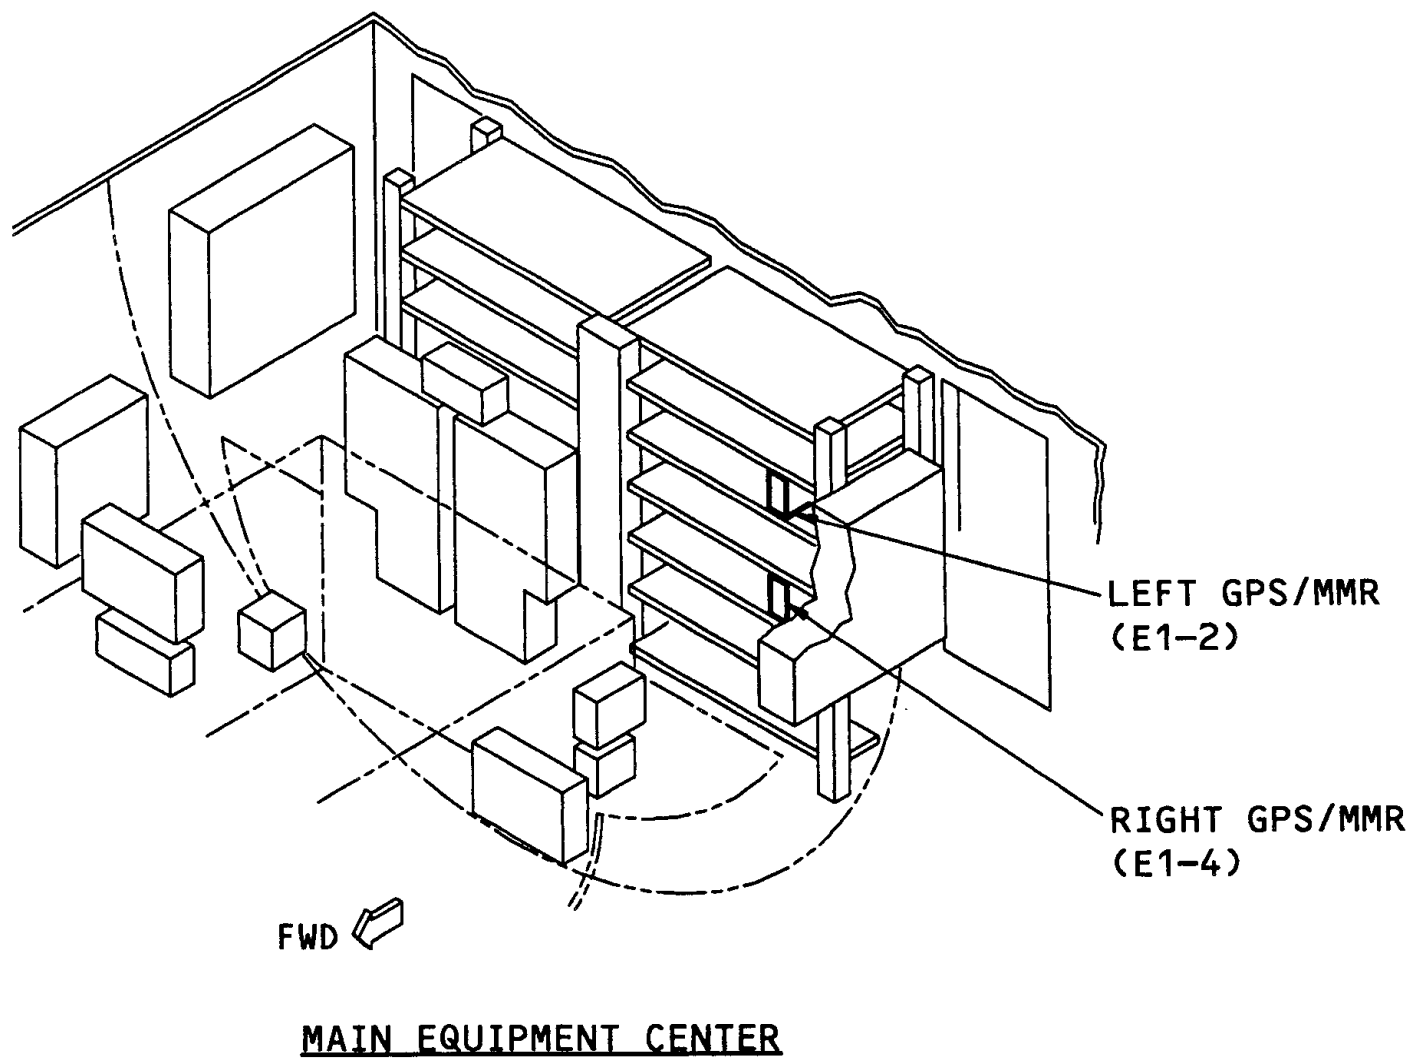 LEFT GPS/MMR
(E1-2)
RIGHT GPS/MMR
(E1-4)
FWD
MAIN EQUIPMENT CENTER